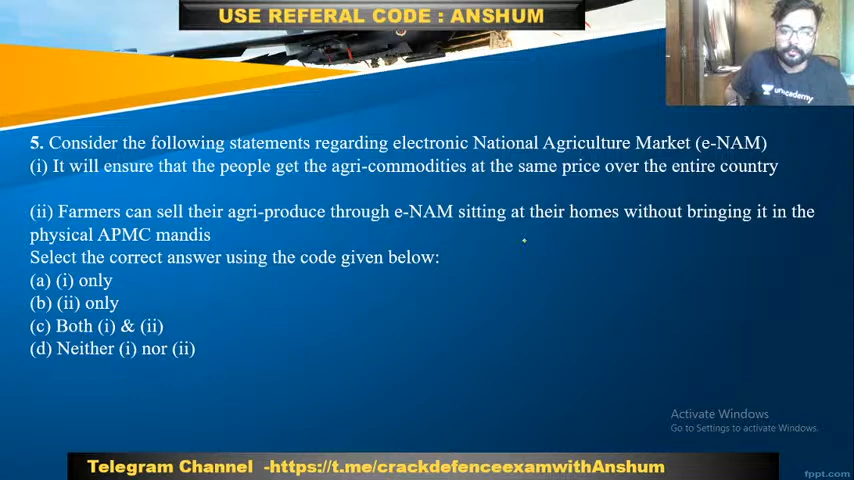 USE REFERAL CODE : ANSHUM
unacademy
5. Consider the following statements regarding electronic National Agriculture Market (e-NAM)
(i) It will ensure that the people get the agri-commodities at the same price over the entire country
(ii) Farmers can sell their agri-produce through e-NAM sitting at their homes without bringing it in the
physical APMC mandis
Select the correct answer using the code given below:
(a) (i) only
(b) (ii) only
(c) Both (i) & (ii)
(d) Neither (i) nor (ii)
Activate Windows
Go to Settings to activate Windows.
Telegram Channel -https://t.me/crackdefenceexamwithAnshum
fppt.com